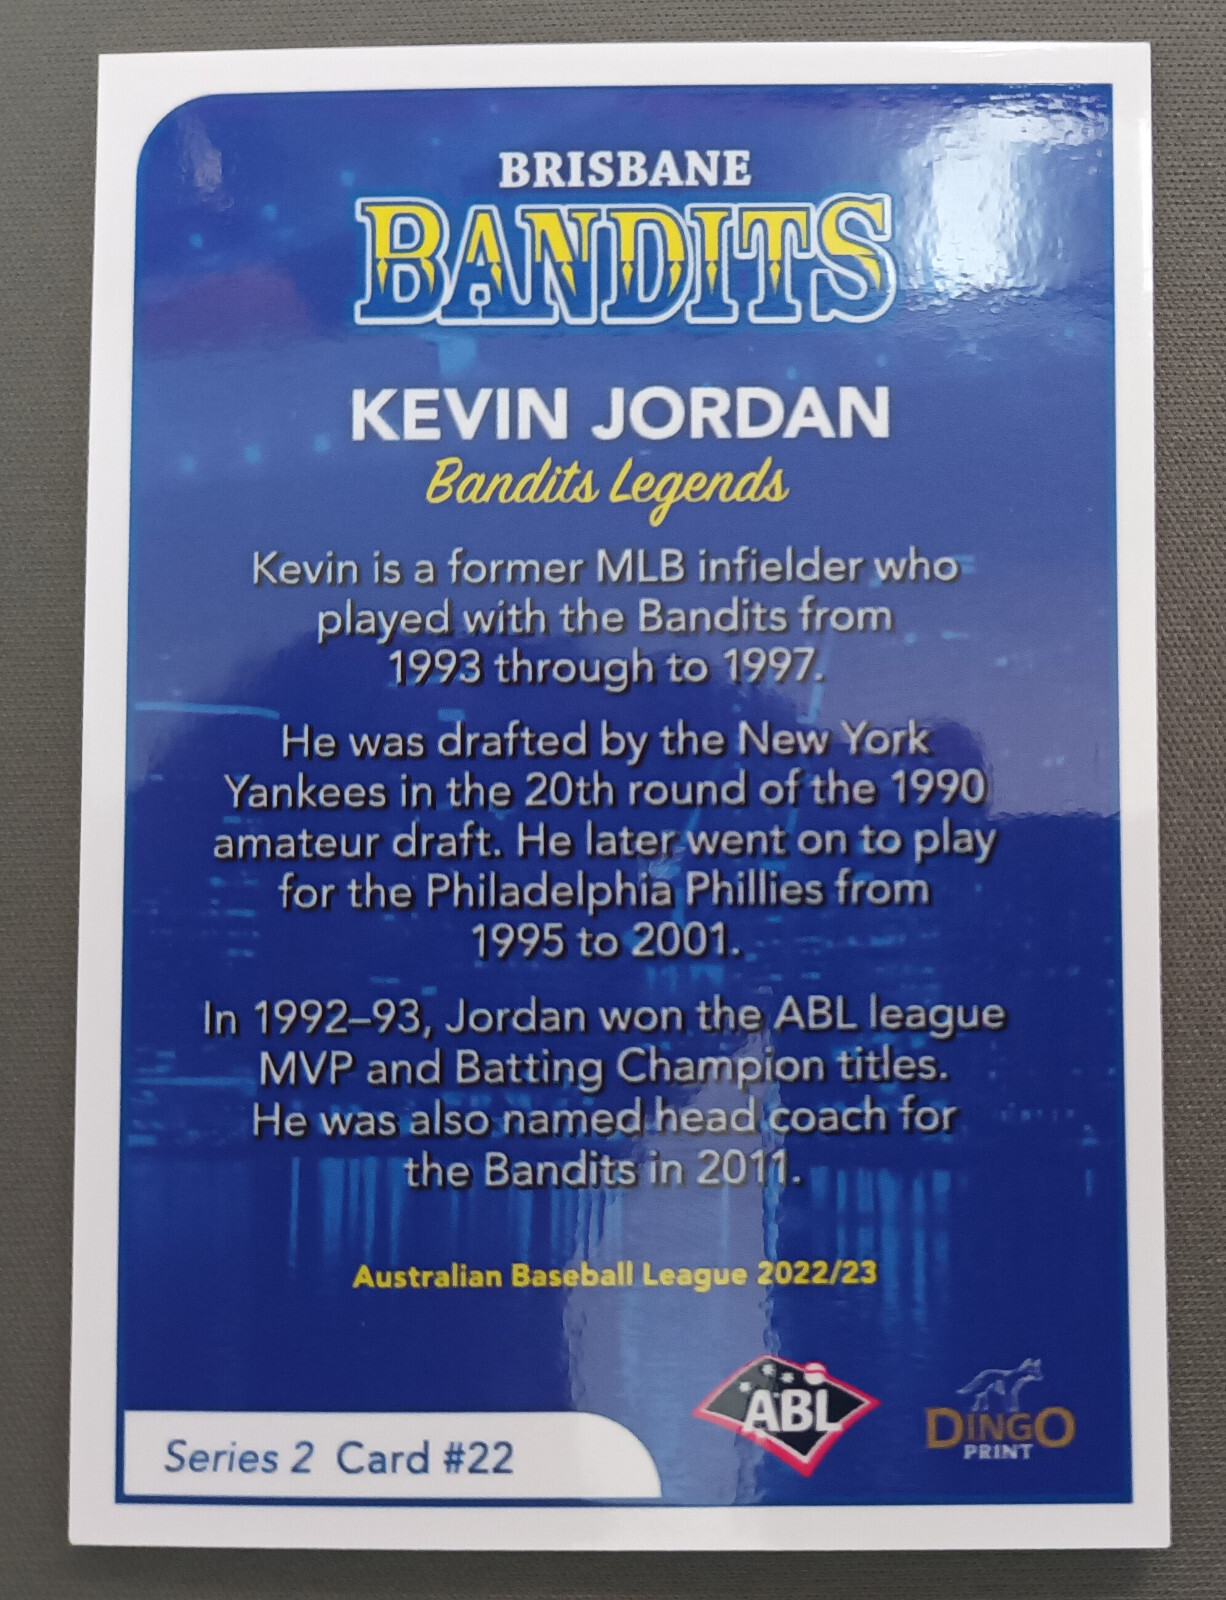 BRISBANE
BANDITS
KEVIN JORDAN
Bandits Legends
Kevin is a former MLB infielder who
played with the Bandits from
1993 through to 1997.
He was drafted by the New York
Yankees in the 20th round of the 1990
amateur draft. He later went on to play
for the Philadelphia Phillies from
1995 to 2001.
In 1992–93, Jordan won the ABL league
MVP and Batting Champion titles.
He was also named head coach for
the Bandits in 2011.
Australian Baseball League 2022/23
ABL
DINGO
PRINT
Series 2 Card #22